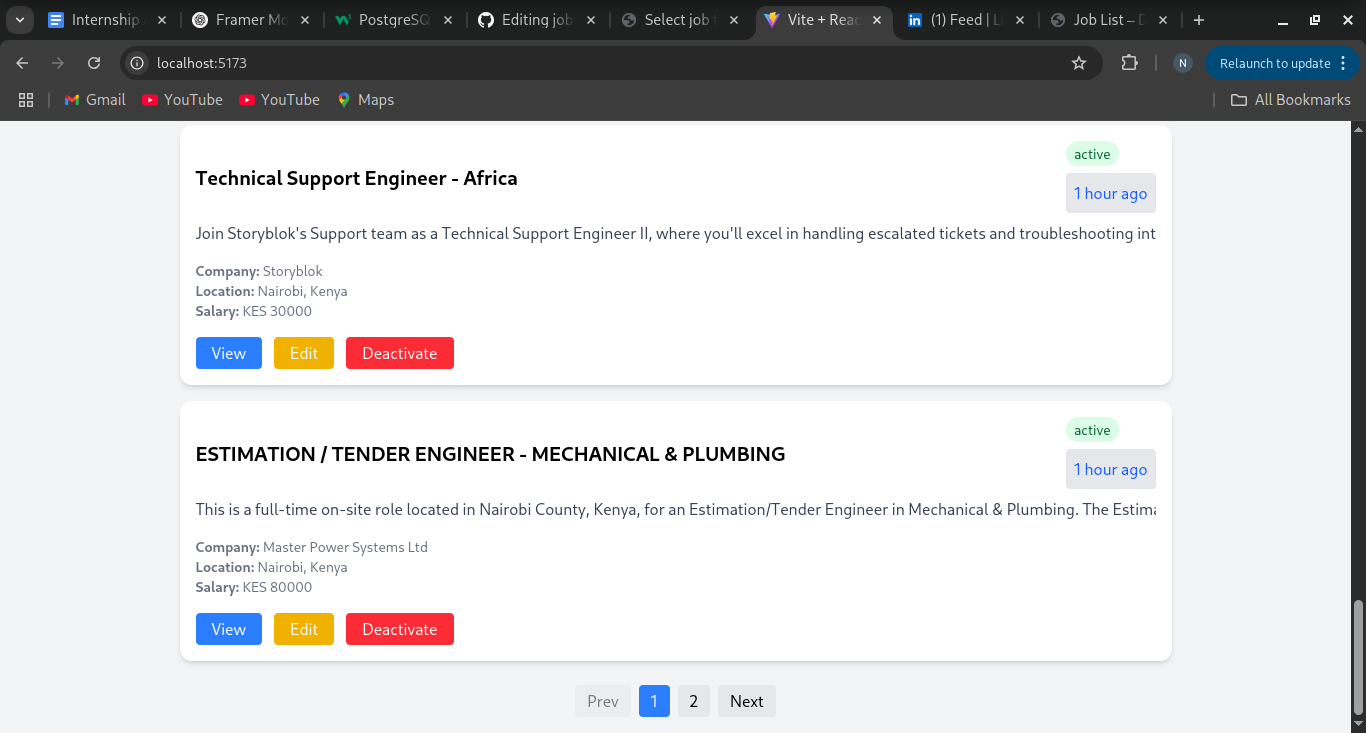 Internship
Framer Mo
PostgreSQ
Editing job
Select job
Vite + Reac
(1) Feed | Li
Job List – D
localhost:5173
N
Relaunch to update
Gmail
YouTube
YouTube
Maps
All Bookmarks
active
Technical Support Engineer - Africa
1 hour ago
Join Storyblok's Support team as a Technical Support Engineer II, where you'll excel in handling escalated tickets and troubleshooting int
Company: Storyblok
Location: Nairobi, Kenya
Salary: KES 30000
View Edit Deactivate
active
ESTIMATION / TENDER ENGINEER - MECHANICAL & PLUMBING
1 hour ago
This is a full-time on-site role located in Nairobi County, Kenya, for an Estimation/Tender Engineer in Mechanical & Plumbing. The Estima
Company: Master Power Systems Ltd
Location: Nairobi, Kenya
Salary: KES 80000
View Edit Deactivate
Prev 1 2 Next